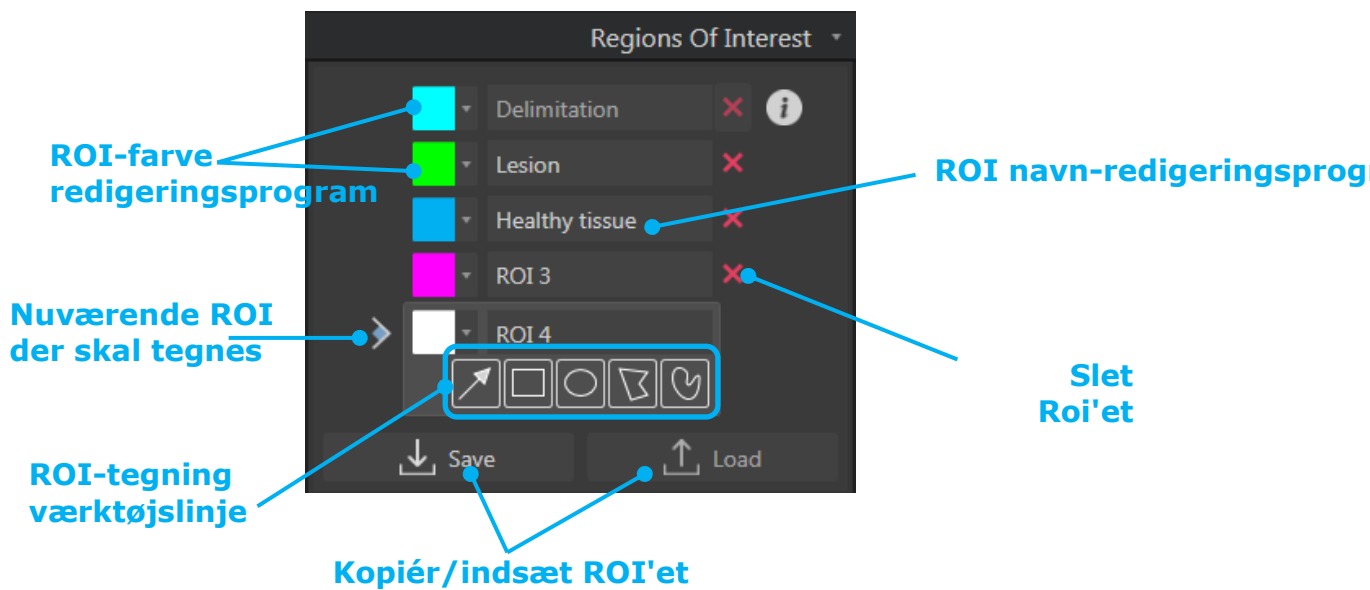 Regions Of Interest
Delimitation
i
ROI-farve
redigeringsprogram
Lesion
ROI navn-redigeringsprog
Healthy tissue
ROI 3
Nuværende ROI
der skal tegnes
ROI 4
Slet
Roi'et
Save
Load
ROI-tegning
værktøjslinje
Kopiér/indsæt ROI'et